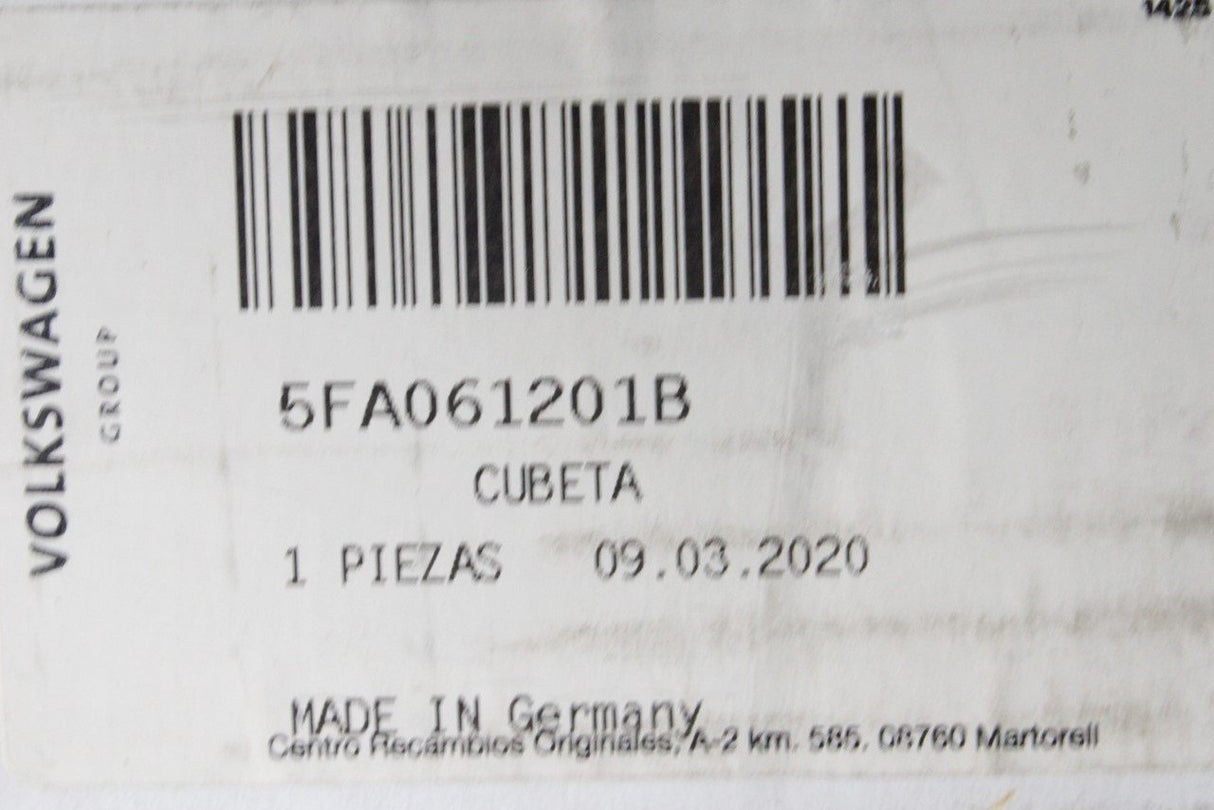 1425
VOLKSWAGEN
GROUP
5FA061201B
CUBETA
1 PIEZAS 09.03.2020
MADE IN Germany
Centro Recambios Originales, A-2 km. 585, 08760 Martorell